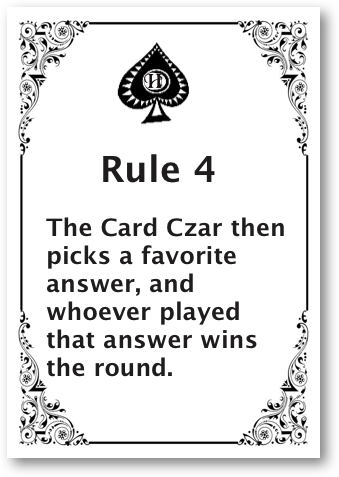 Rule 4
The Card Czar then
picks a favorite
answer, and
whoever played
that answer wins
the round.